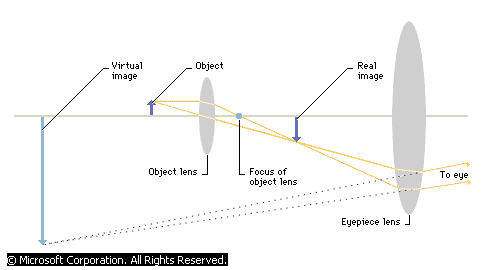 Virtual
image
Object
Real
image
Object lens
Focus of
object lens
To eye
Eyepiece lens
© Microsoft Corporation. All Rights Reserved.